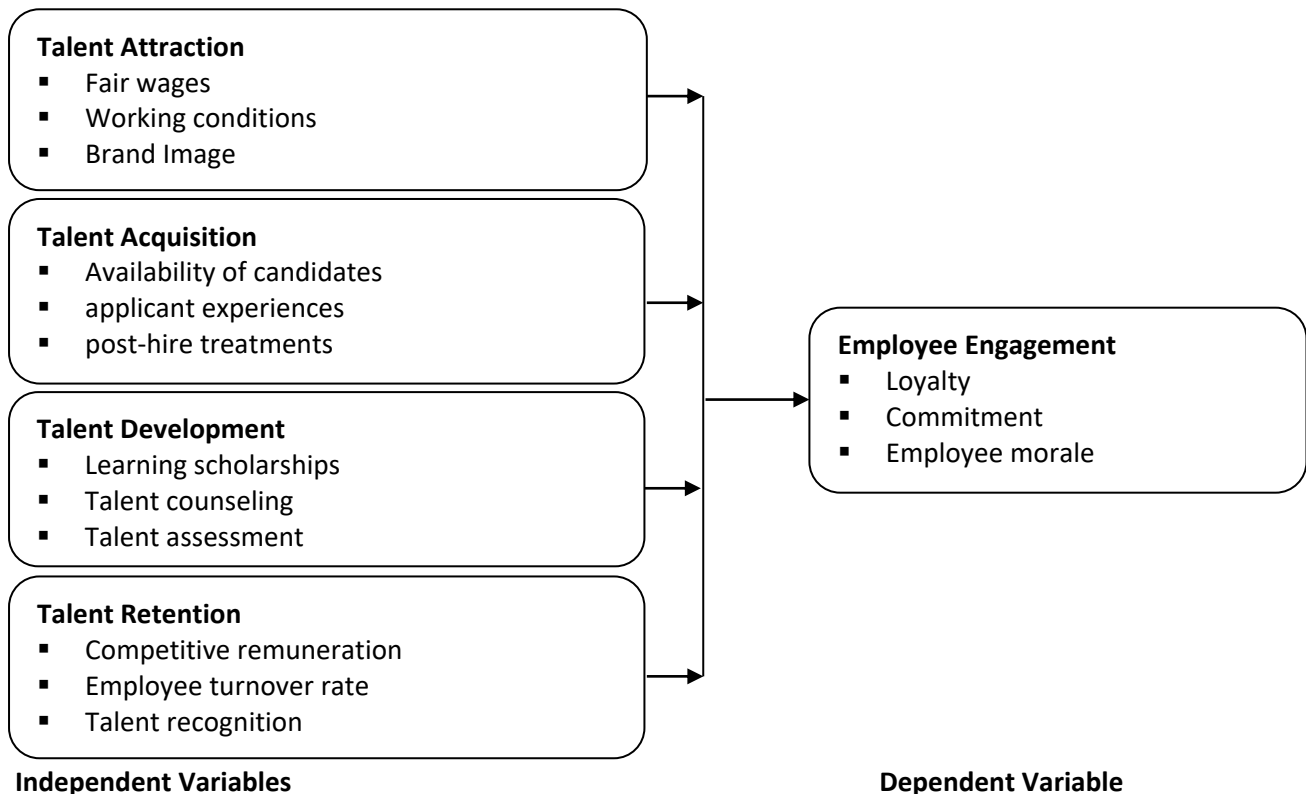 Talent Attraction
▪ Fair wages
▪ Working conditions
▪ Brand Image
Talent Acquisition
▪ Availability of candidates
▪ applicant experiences
▪ post-hire treatments
Talent Development
▪ Learning scholarships
▪ Talent counseling
▪ Talent assessment
Talent Retention
▪ Competitive remuneration
▪ Employee turnover rate
▪ Talent recognition
Independent Variables
Employee Engagement
▪ Loyalty
▪ Commitment
▪ Employee morale
Dependent Variable